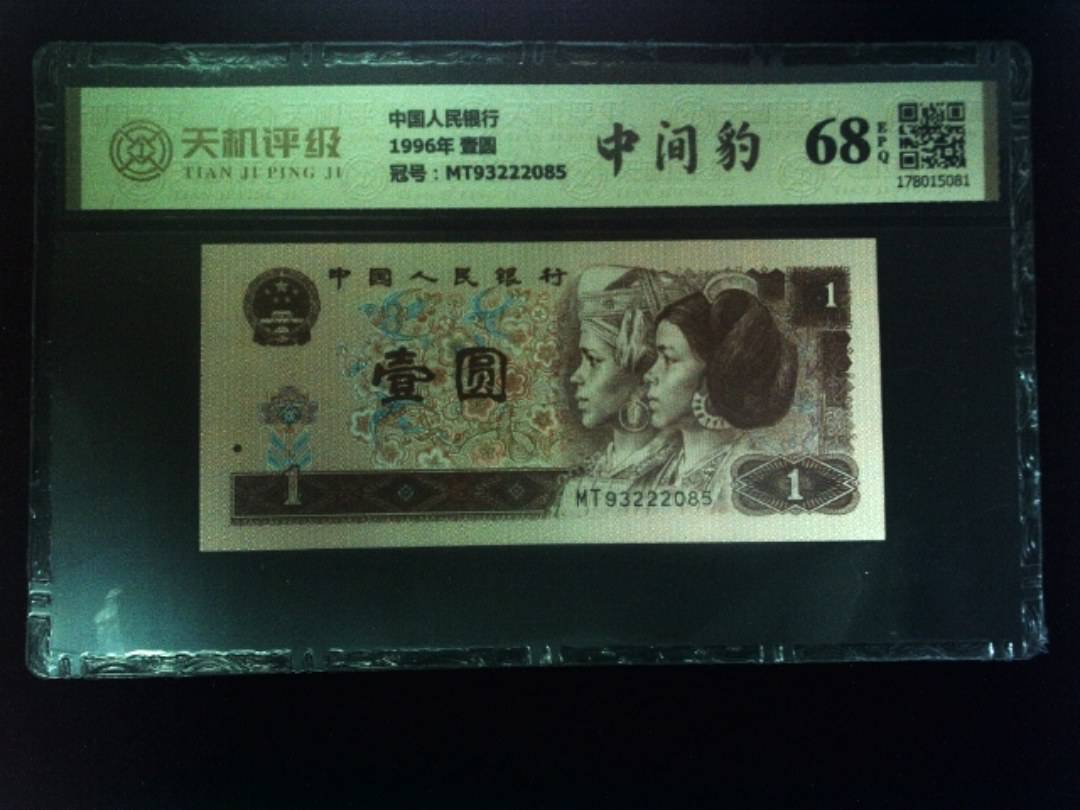 天机评级
TIAN JI PING JI
中国人民银行
1996年 壹圆
冠号：MT93222085
中间豹
68
EPQ
178015081
中国人民银行
1
壹圆
1
MT93222085
1